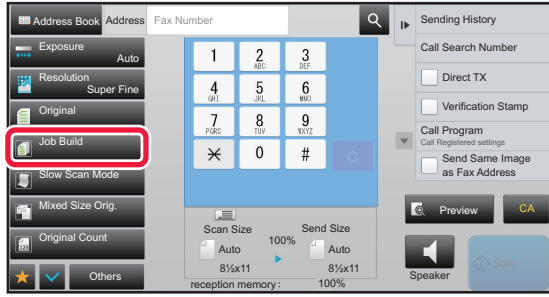 Address Book
Address
Fax Number
Exposure
Auto
Resolution
Super Fine
Original
Job Build
Slow Scan Mode
Mixed Size Orig.
Original Count
Others
1
2
ABC
3
DEF
4
GHI
5
JKL
6
MNO
7
PQRS
8
TUV
9
WXYZ
0
#
C
Scan Size
Auto
8½x11
100%
Send Size
Auto
8½x11
reception memory:
100%
Sending History
Call Search Number
Direct TX
Verification Stamp
Call Program
Call Registered settings
Send Same Image
as Fax Address
Preview
CA
Speaker
Start